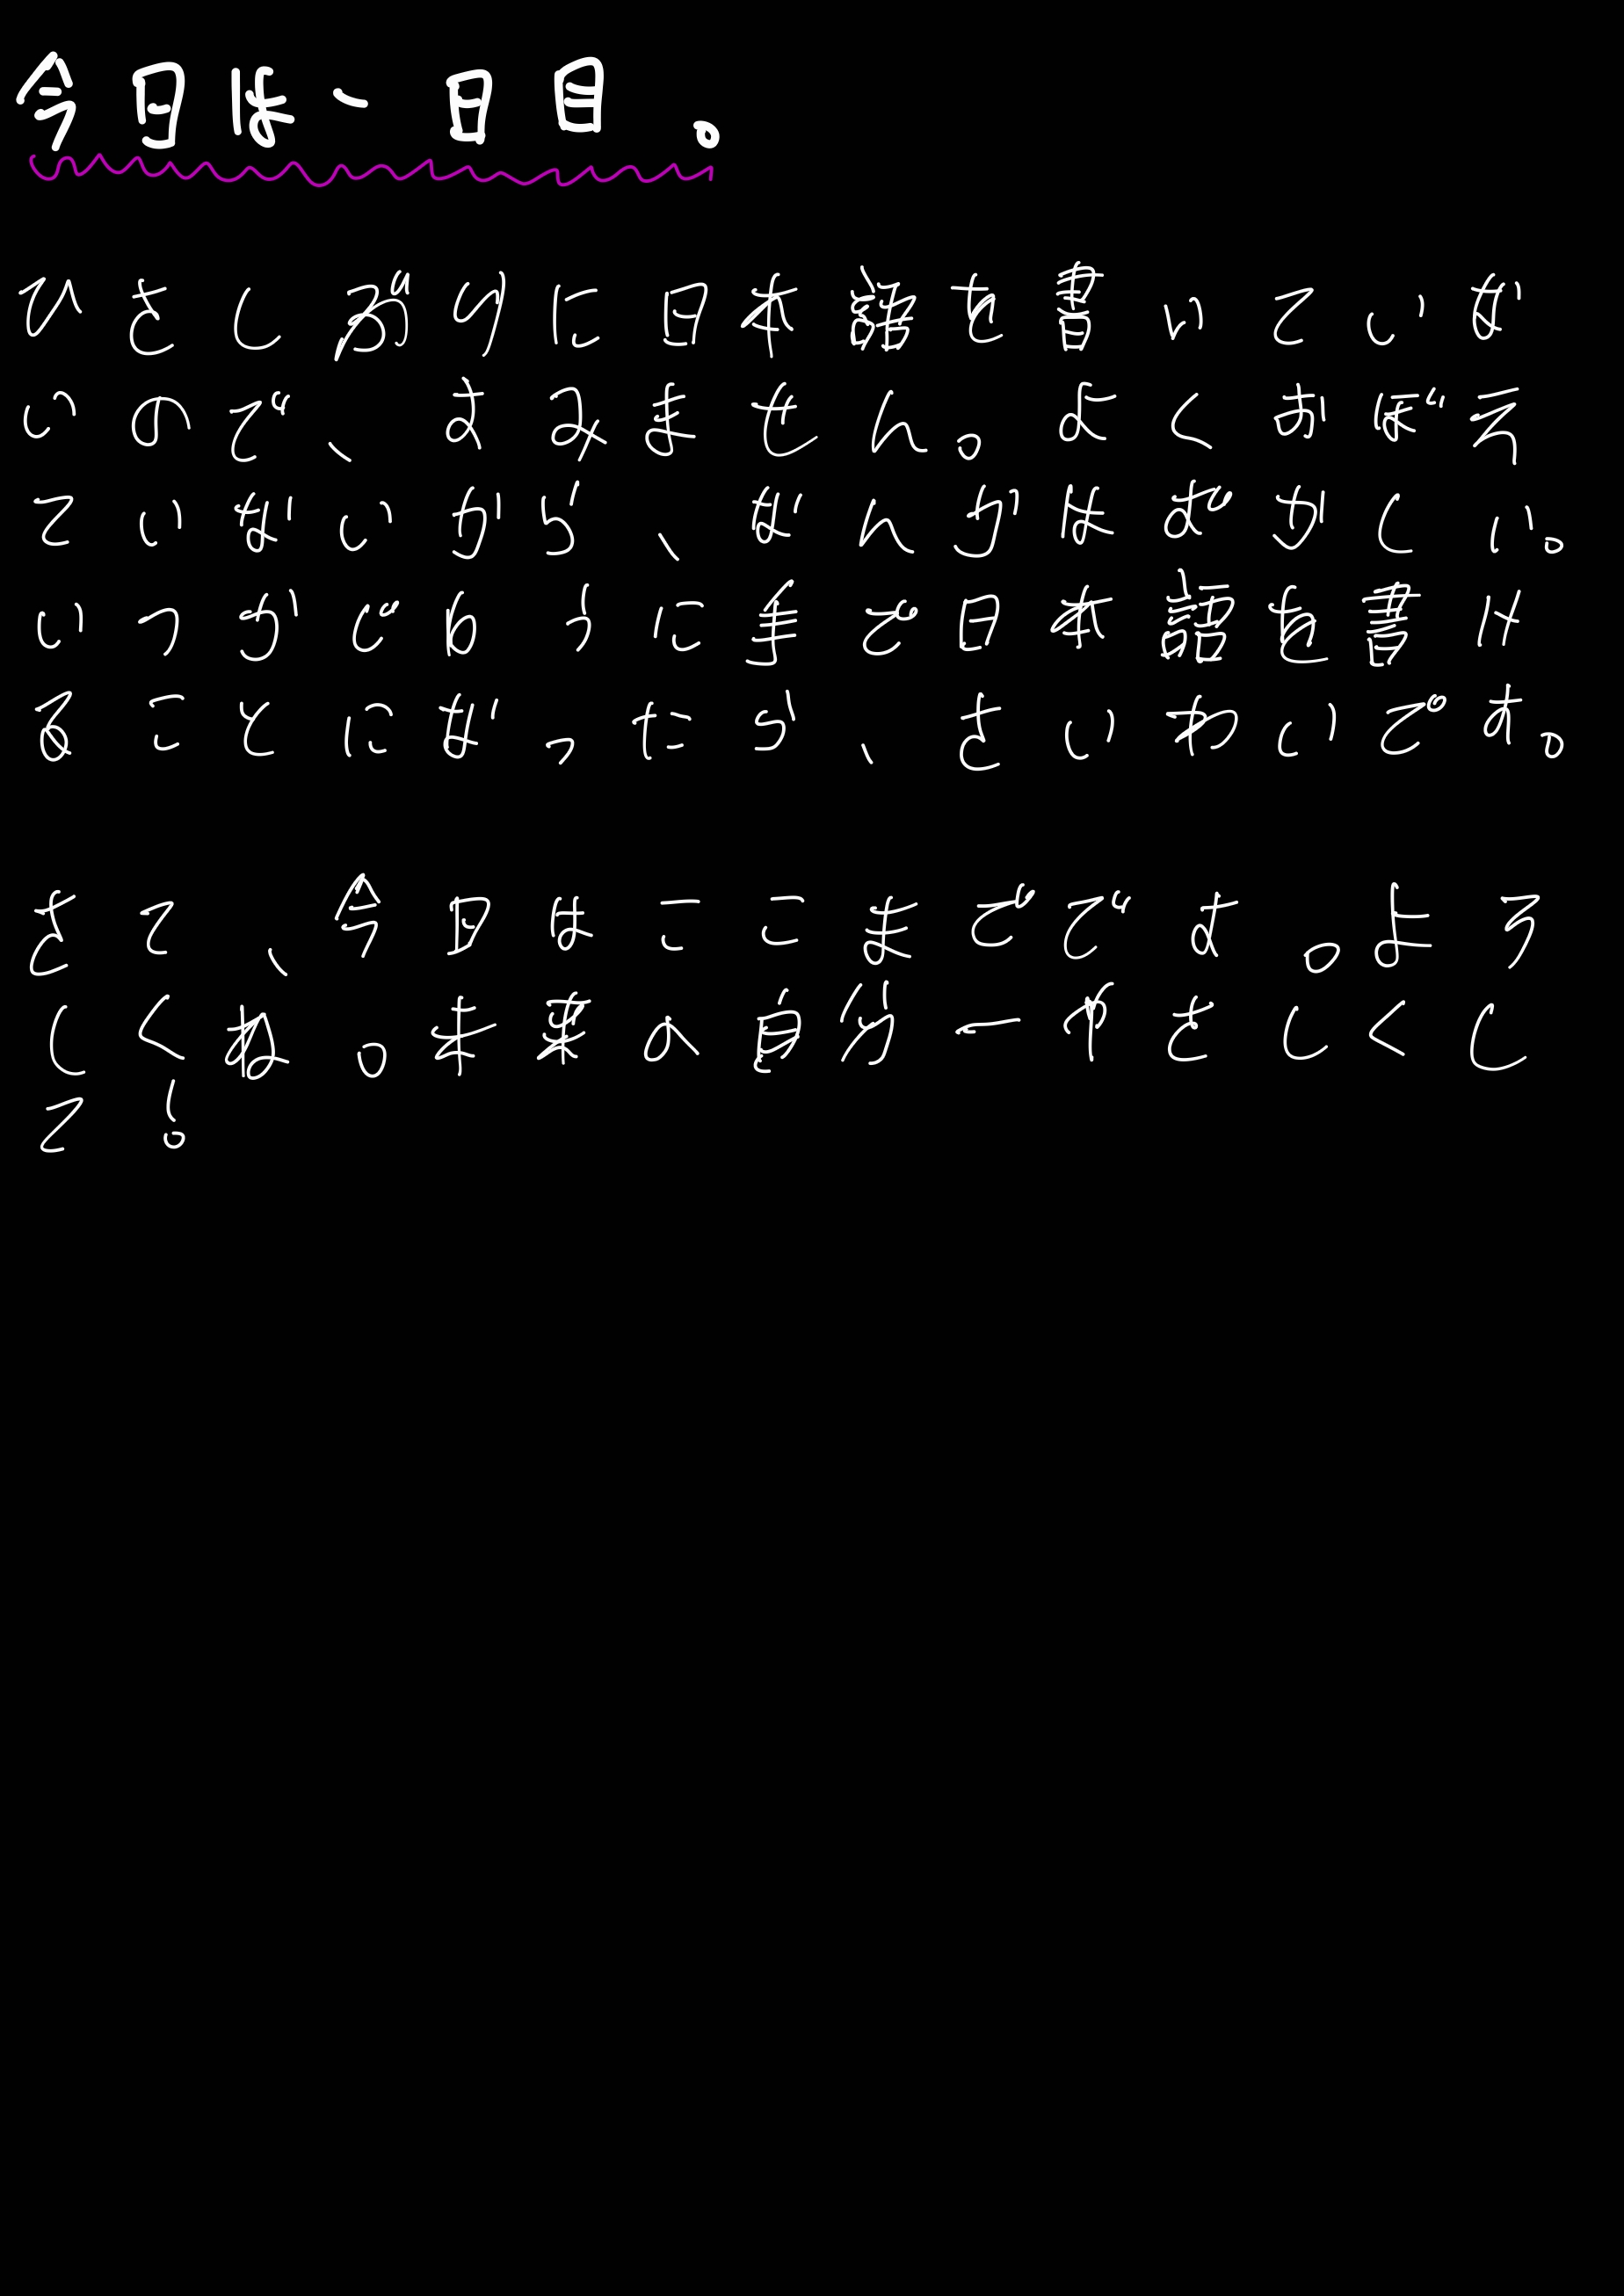 今日は一日目。
ひさしぶりに日本語を書いていな
いので、すみません。よくおぼえ
ていないから、なんかはずかしい。
いつかじゆうに手で日本語を書け
ることになったら、さいわいです。
さて、今日はここまでです。よろ
しくね。未来の自分ーやさしくし
て!